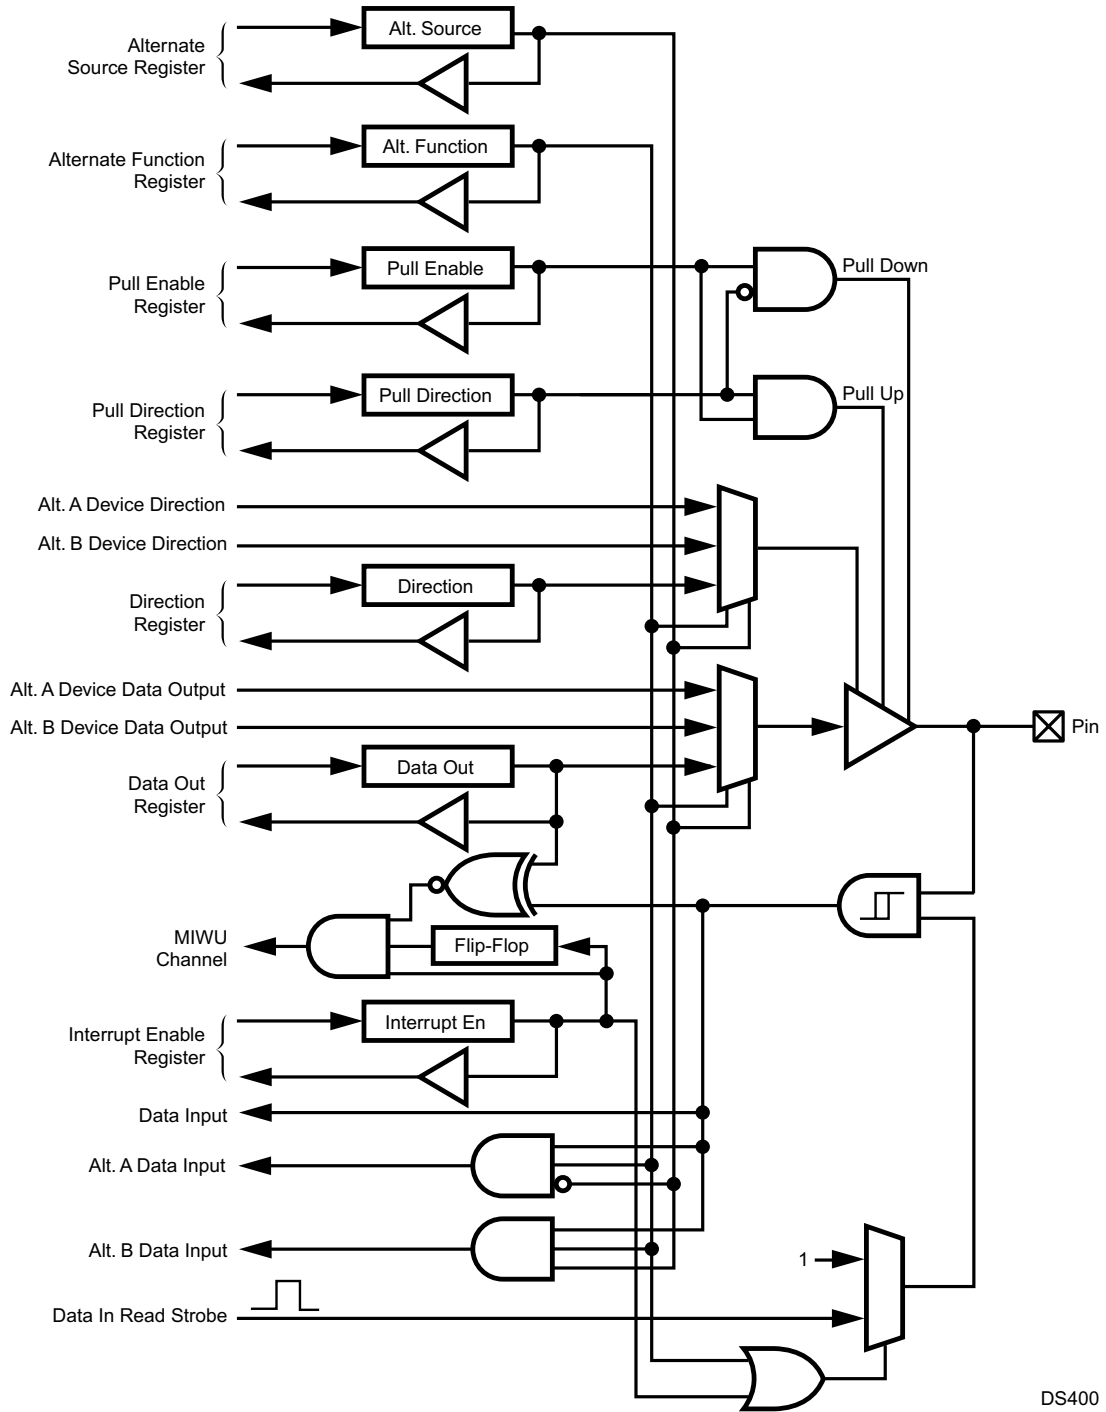 Alternate
Source Register
Alt. Source
Alternate Function
Register
Alt. Function
Pull Enable
Register
Pull Enable
Pull Down
Pull Direction
Register
Pull Direction
Pull Up
Alt. A Device Direction
Alt. B Device Direction
Direction
Register
Direction
Alt. A Device Data Output
Alt. B Device Data Output
Pin
Data Out
Register
Data Out
MIWU
Channel
Flip-Flop
Interrupt Enable
Register
Interrupt En
Data Input
Alt. A Data Input
Alt. B Data Input
1
Data In Read Strobe
DS400